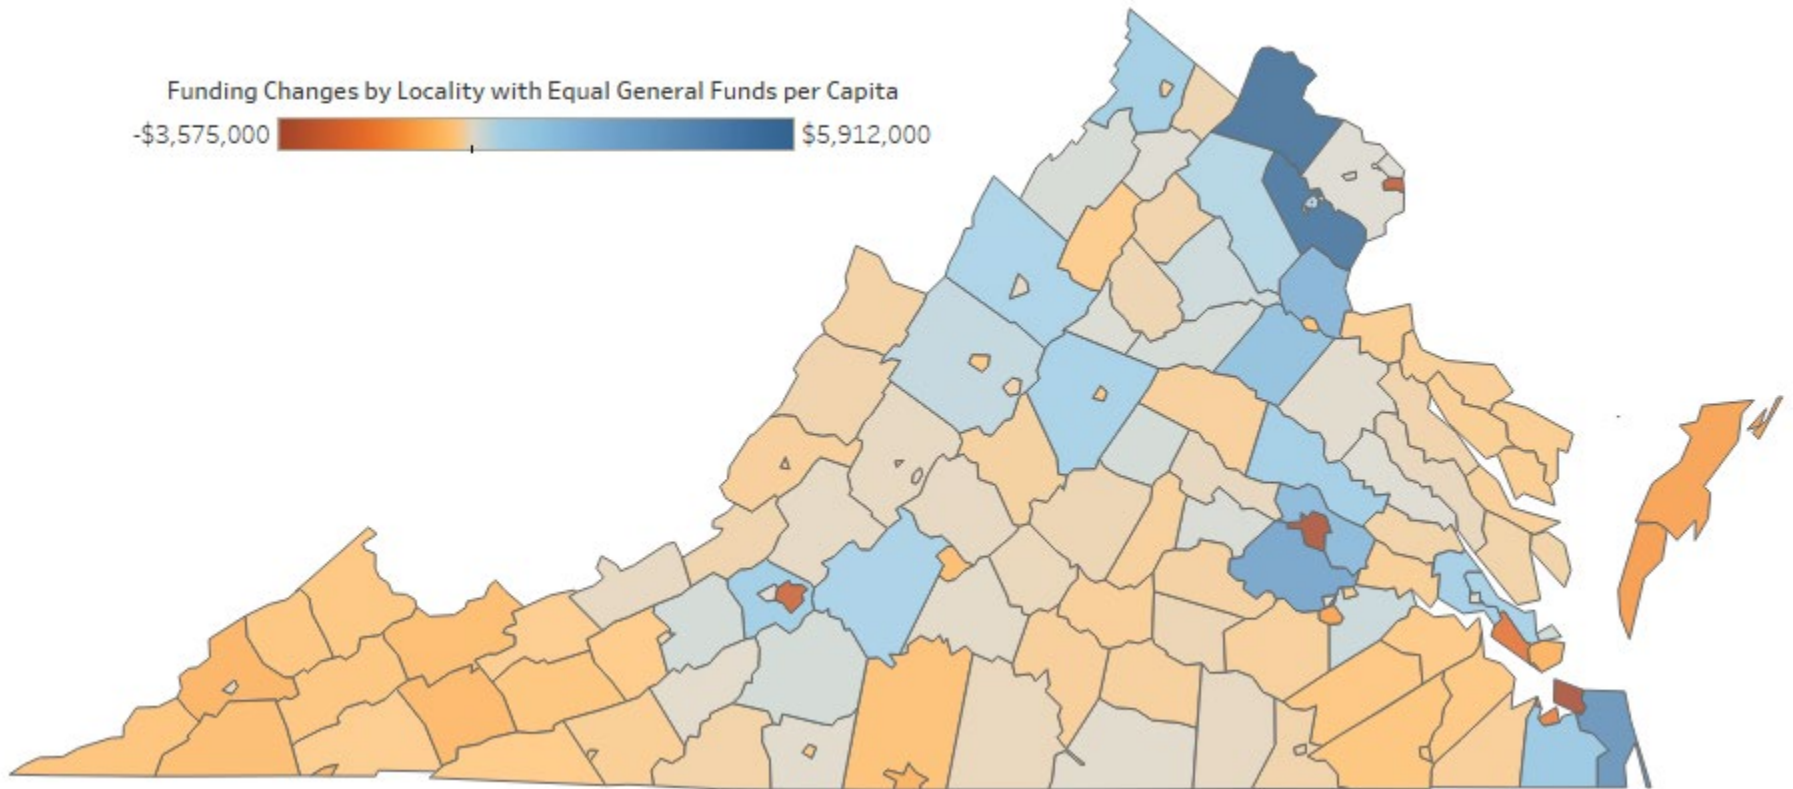 Funding Changes by Locality with Equal General Funds per Capita
-$3,575,000 $5,912,000